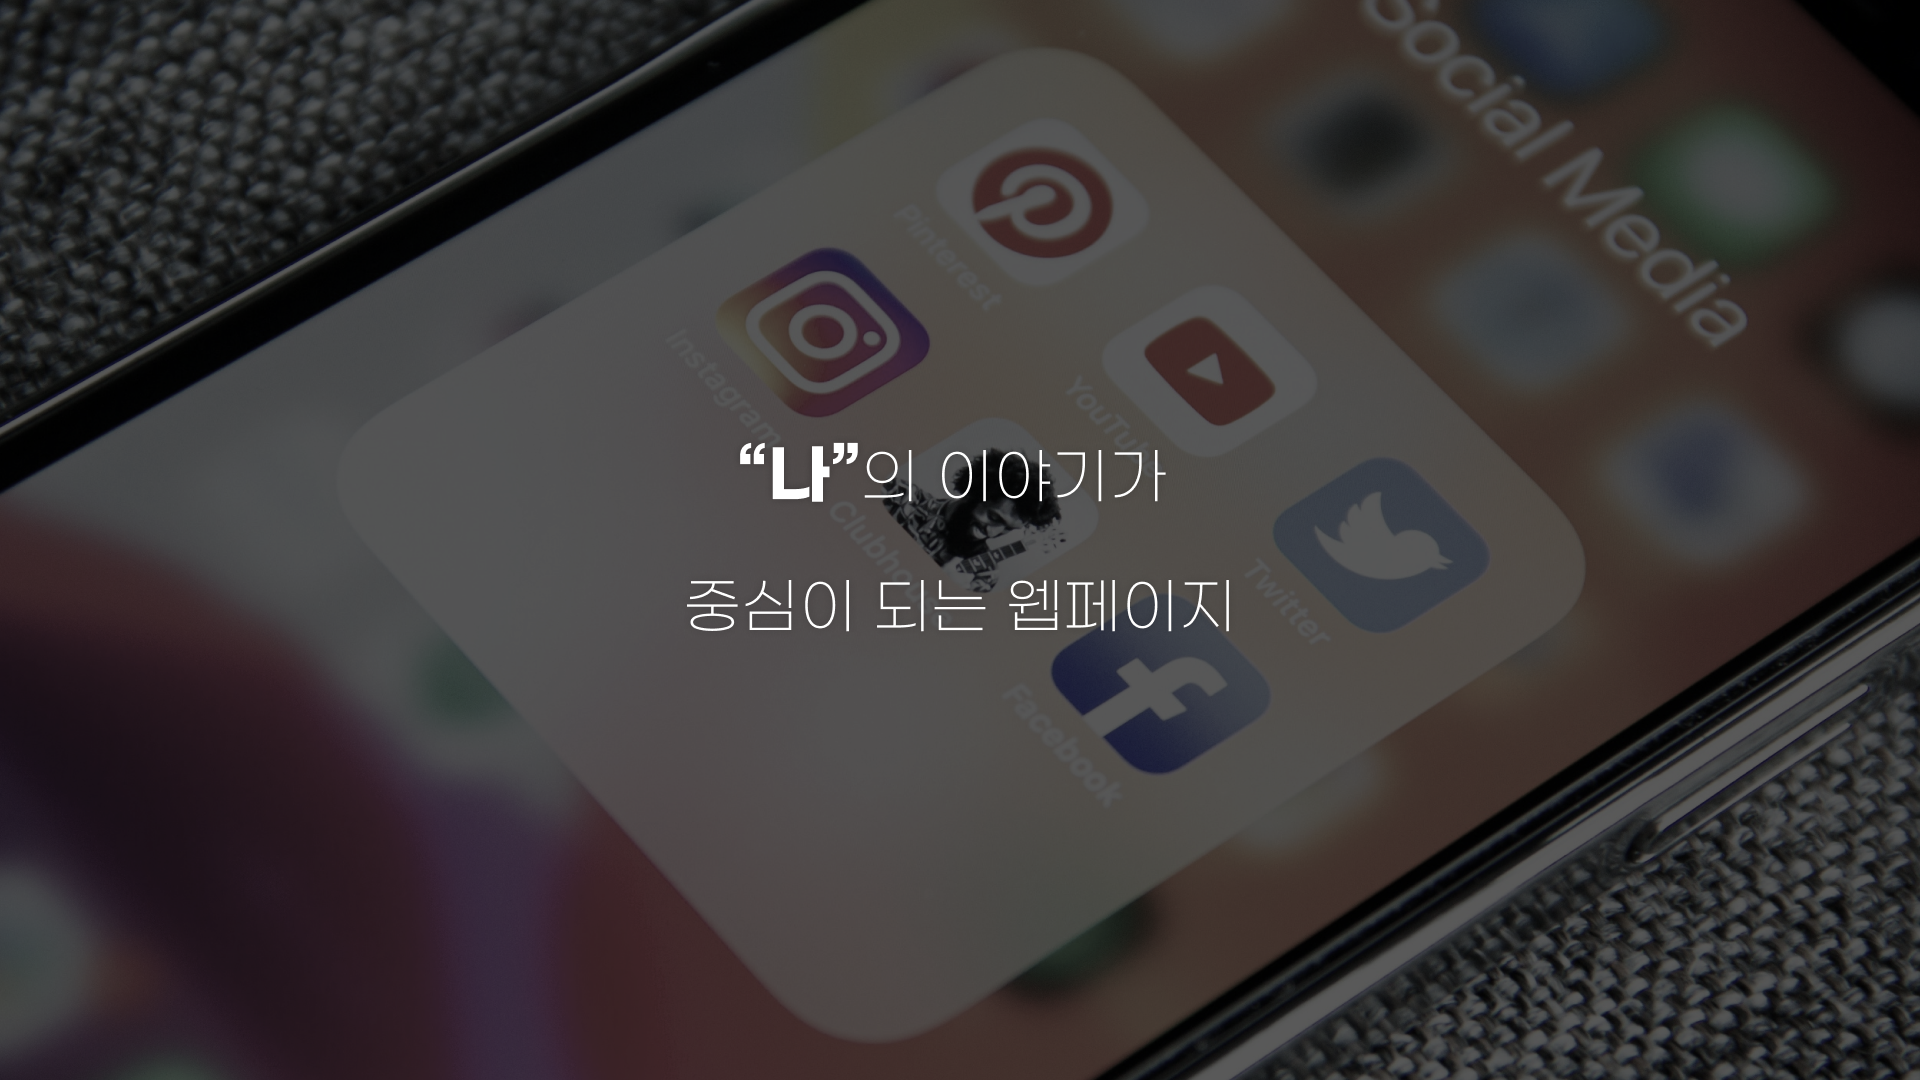 Social Media
Pinterest
Instagram
YouTube
“나”의 이야기가
Clubhouse
Twitter
중심이 되는 웹페이지
Facebook